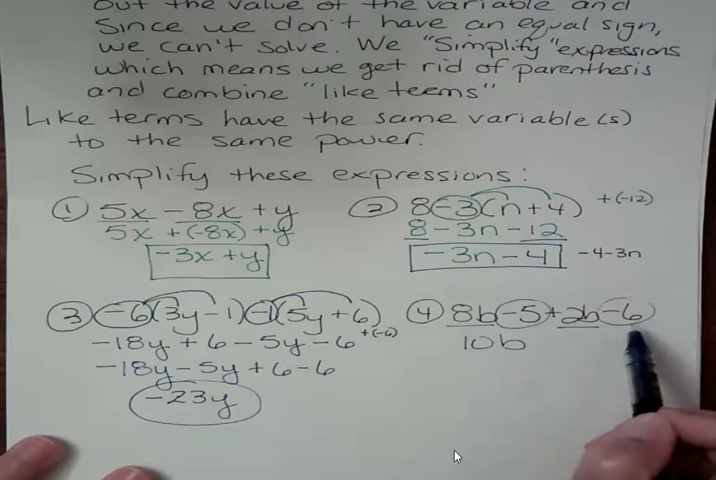 out the value of the variable and
Since we don't have an equal sign,
we can't solve. We "Simplify" expressions
which means we get rid of parenthesis
and combine "like teems"
Like terms have the same variable(s)
to the same power.
Simplify these expressions:
① 5x - 8x + y
5x + (-8x) + y
-3x + y
② 8 - 3(n + 4) + (-12)
8 - 3n - 12
-3n - 4 -4-3n
③ -6(3y - 1) -1(5y + 6)
-18y + 6 - 5y - 6 +(-6)
-18y - 5y + 6 - 6
-23y
④ 8b - 5 + 2b - 6
10b